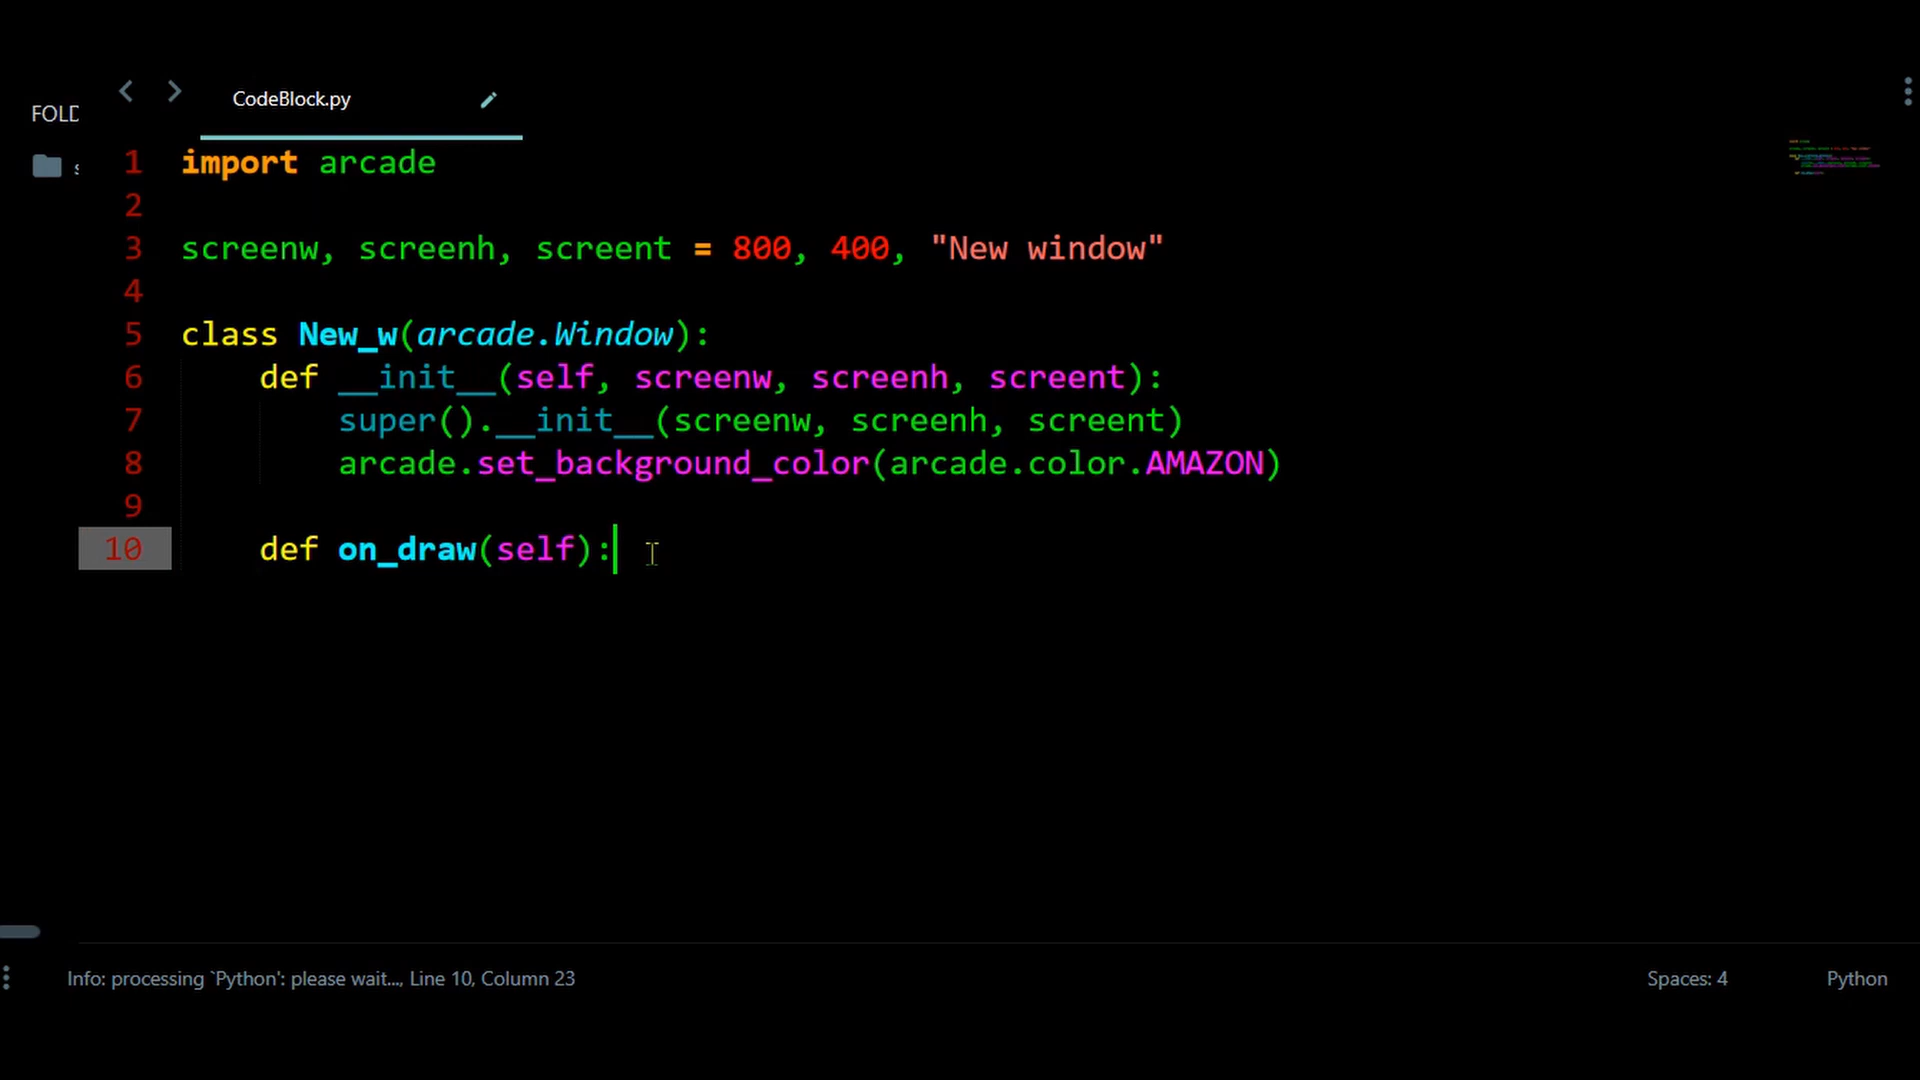 CodeBlock.py
FOLD
1 import arcade
2
3 screenw, screenh, screent = 800, 400, "New window"
4
5 class New_w(arcade.Window):
6 def __init__(self, screenw, screenh, screent):
7 super().__init__(screenw, screenh, screent)
8 arcade.set_background_color(arcade.color.AMAZON)
9
10 def on_draw(self):
Info: processing `Python': please wait..., Line 10, Column 23
Spaces: 4
Python